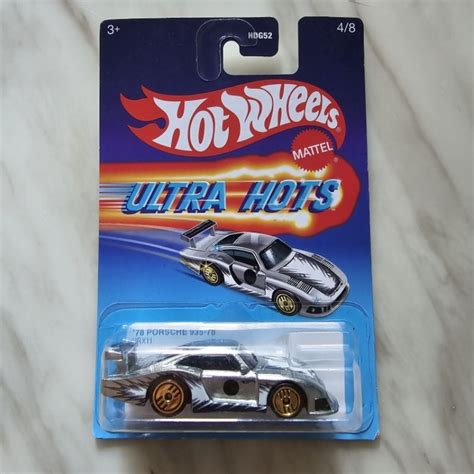 3+
HDG52
4/8
HOT WHEELS
MATTEL
ULTRA HOTS
'78 PORSCHE 935-78